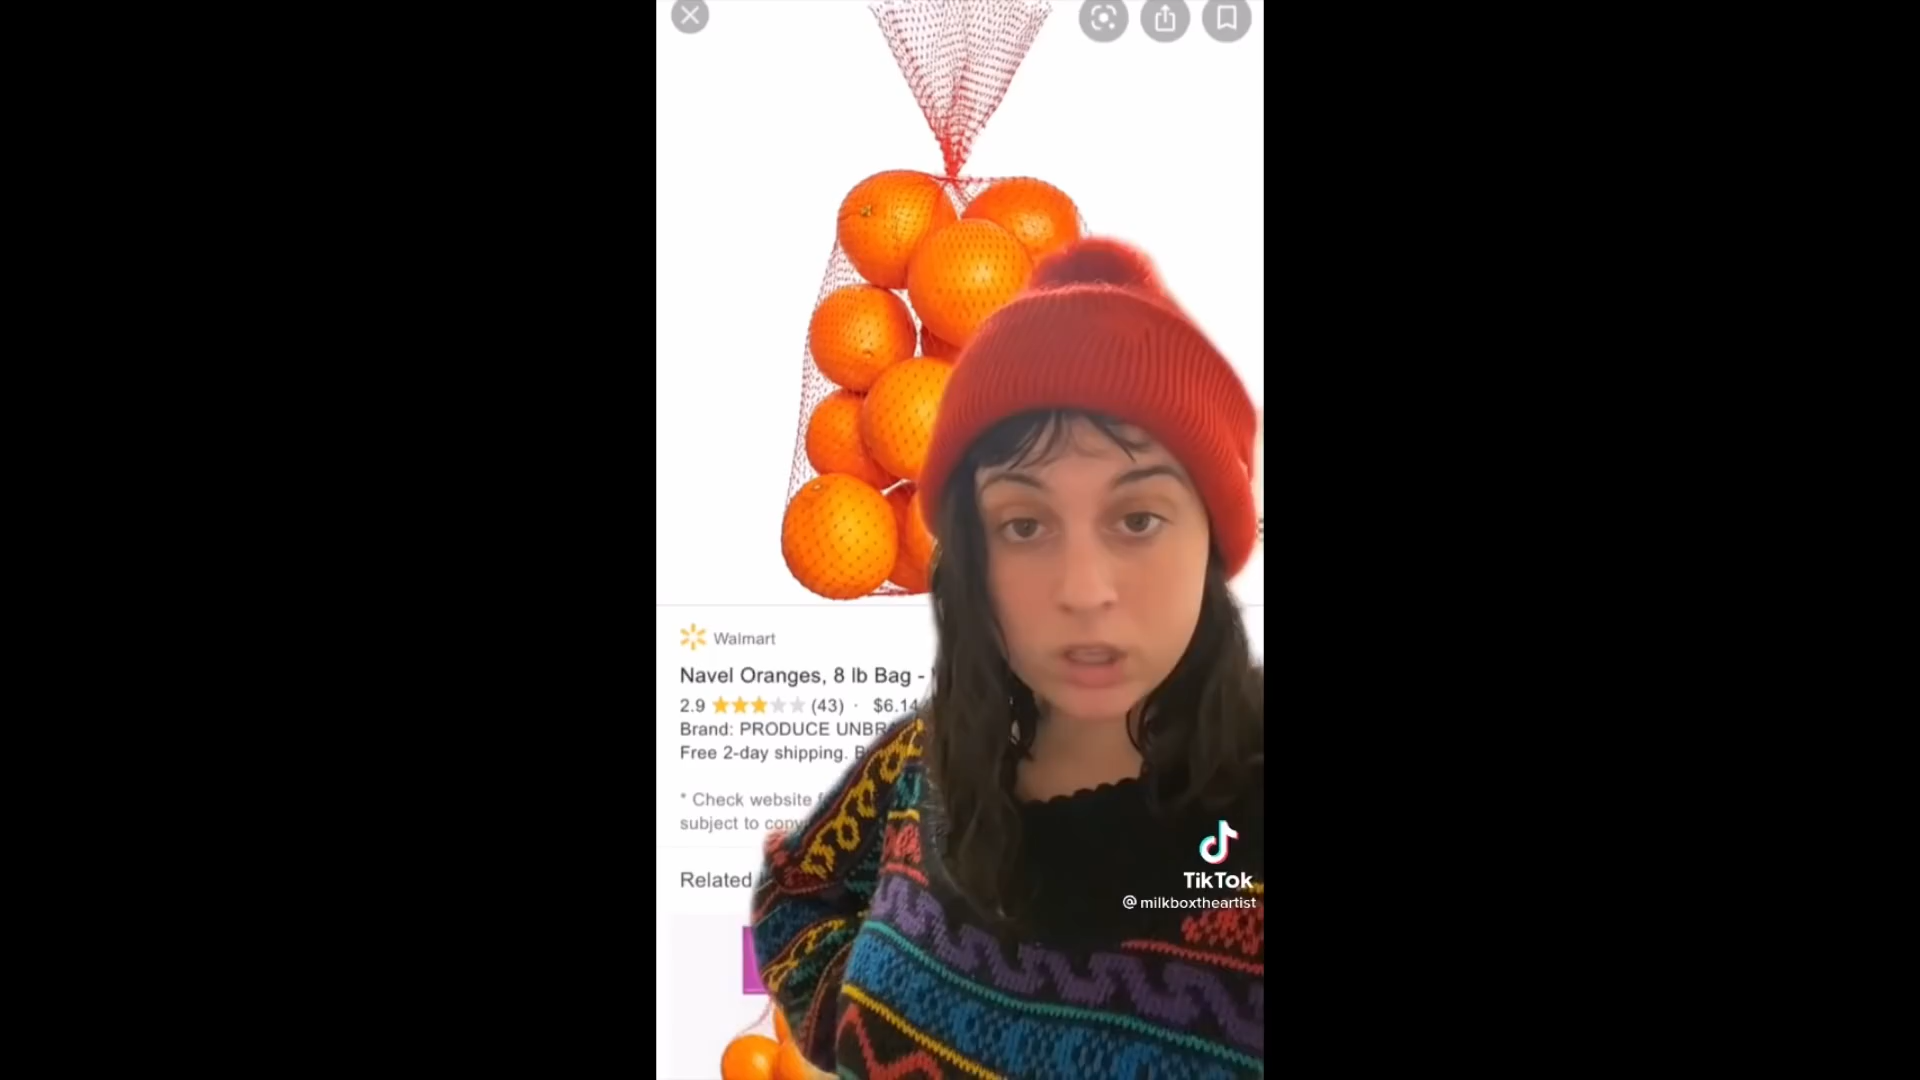 Walmart
Navel Oranges, 8 lb Bag -
2.9 (43) · $6.14
Brand: PRODUCE UNBR
Free 2-day shipping.
* Check website
subject to copy
Related
TikTok
@milkboxtheartist